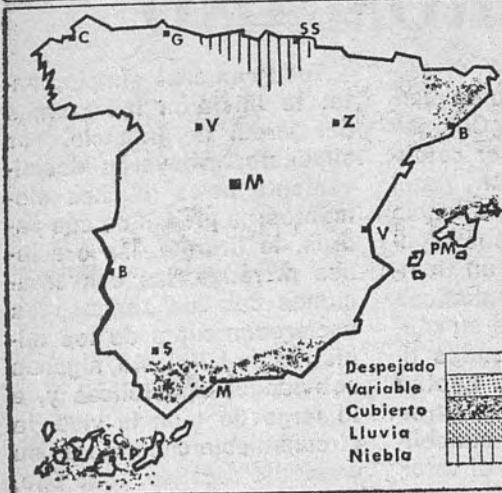 C G SS
V Z B
M
V PM
B
S
M
SC
LP
Despejado
Variable
Cubierto
Lluvia
Niebla